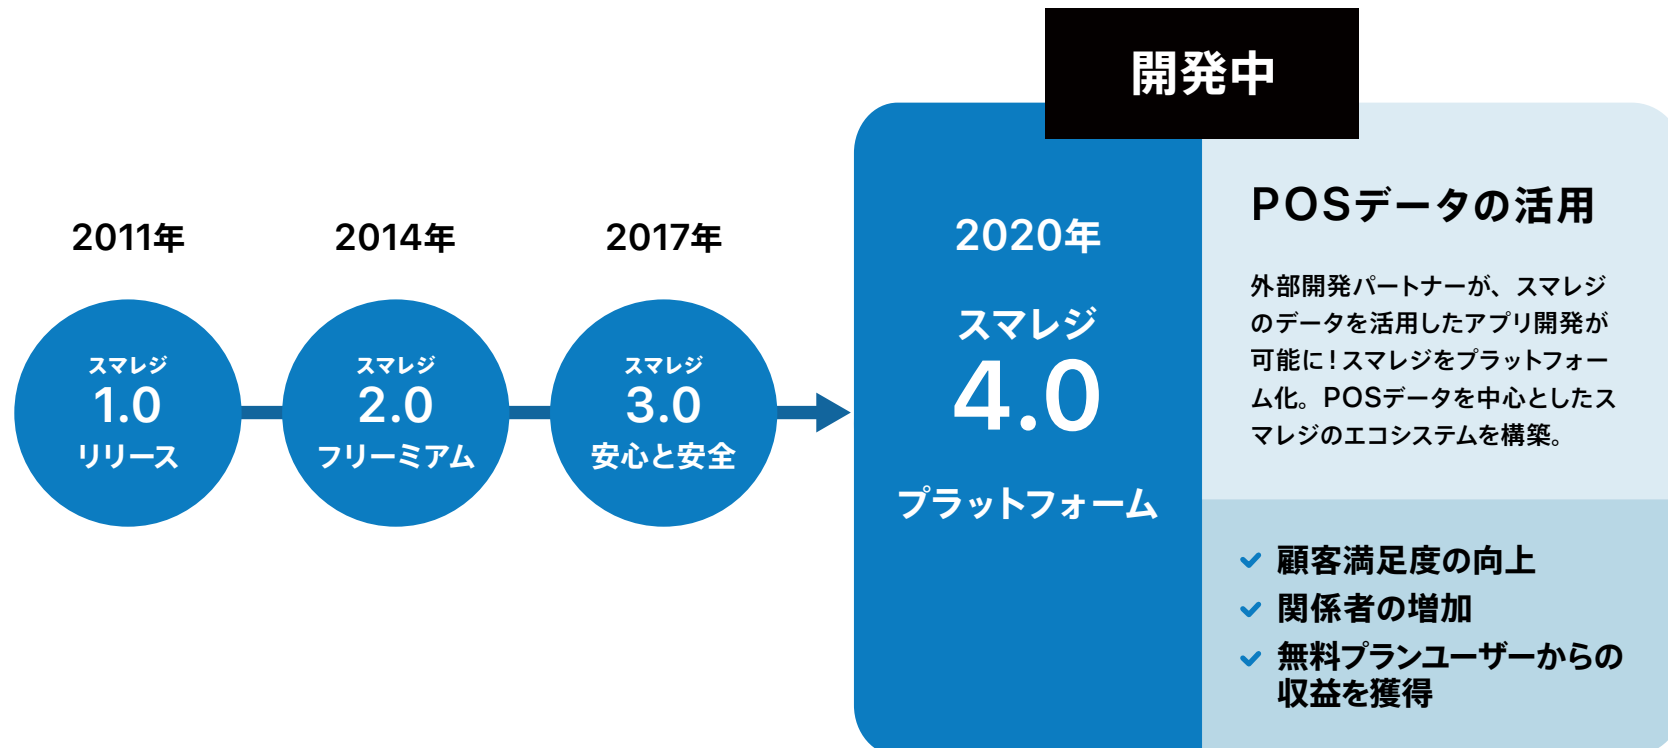 開発中
2011年
スマレジ
1.0
リリース
2014年
スマレジ
2.0
フリーミアム
2017年
スマレジ
3.0
安心と安全
2020年
スマレジ
4.0
プラットフォーム
POSデータの活用
外部開発パートナーが、スマレジ
のデータを活用したアプリ開発が
可能に！スマレジをプラットフォー
ム化。POSデータを中心としたス
マレジのエコシステムを構築。
顧客満足度の向上
関係者の増加
無料プランユーザーからの
収益を獲得